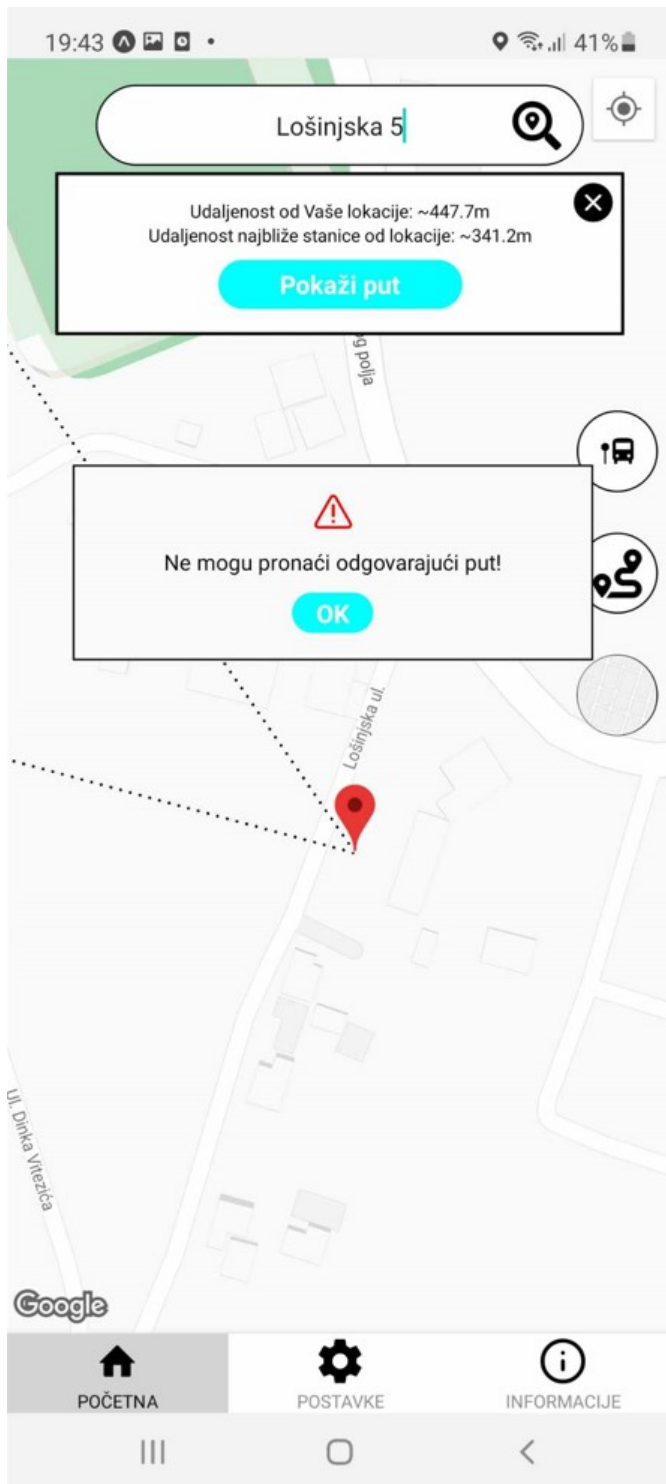 19:43
41%
Lošinjska 5
Udaljenost od Vaše lokacije: ~447.7m
Udaljenost najbliže stanice od lokacije: ~341.2m
Pokaži put
og polja
Ne mogu pronaći odgovarajući put!
OK
Lošinjska ul.
Ul. Dinka Vitezića
Google
POČETNA
POSTAVKE
INFORMACIJE